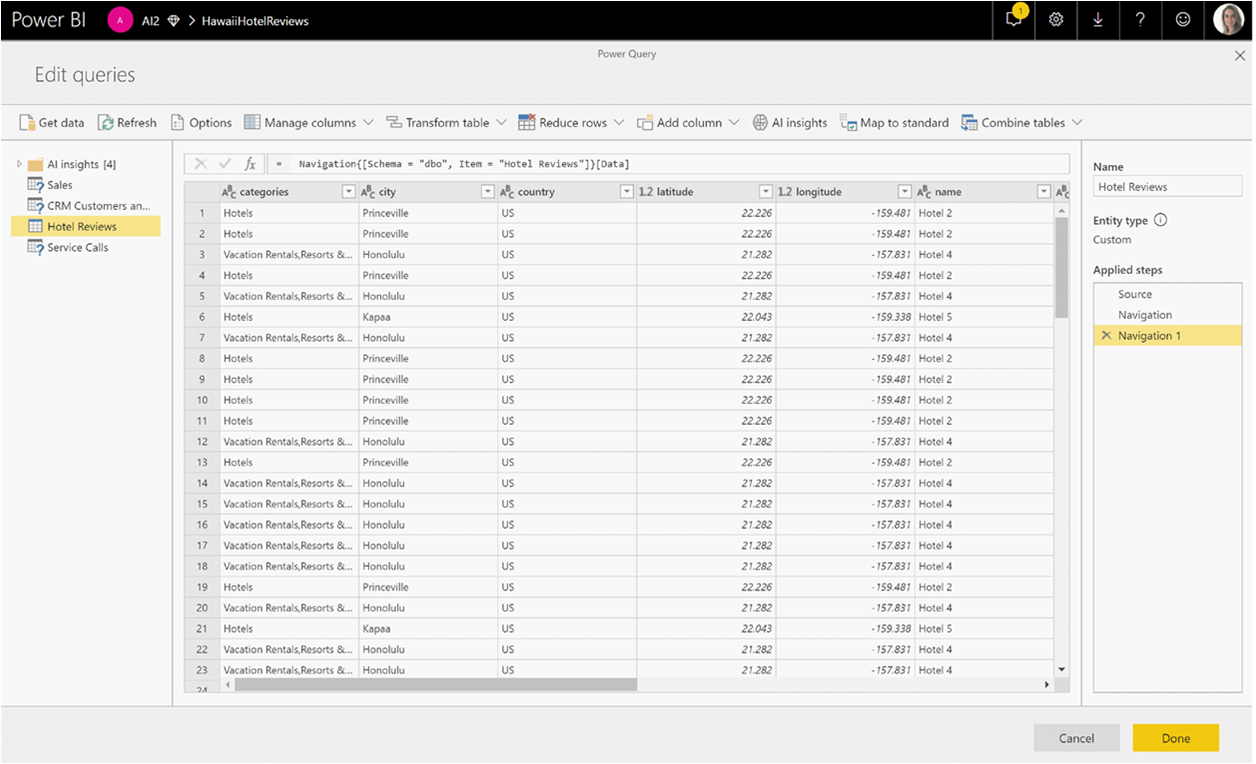 Power BI A AI2 > HawaiiHotelReviews 1 ?
Power Query
Edit queries
Get data Refresh Options Manage columns Transform table Reduce rows Add column AI insights Map to standard Combine tables
AI insights [4]
Sales
CRM Customers an...
Hotel Reviews
Service Calls
fx = Navigation{[Schema = "dbo", Item = "Hotel Reviews"]}[Data]
ABC categories ABC city ABC country 1.2 latitude 1.2 longitude ABC name ABC
1 Hotels Princeville US 22.226 -159.481 Hotel 2
2 Hotels Princeville US 22.226 -159.481 Hotel 2
3 Vacation Rentals,Resorts &... Honolulu US 21.282 -157.831 Hotel 4
4 Hotels Princeville US 22.226 -159.481 Hotel 2
5 Vacation Rentals,Resorts &... Honolulu US 21.282 -157.831 Hotel 4
6 Hotels Kapaa US 22.043 -159.338 Hotel 5
7 Vacation Rentals,Resorts &... Honolulu US 21.282 -157.831 Hotel 4
8 Hotels Princeville US 22.226 -159.481 Hotel 2
9 Hotels Princeville US 22.226 -159.481 Hotel 2
10 Hotels Princeville US 22.226 -159.481 Hotel 2
11 Hotels Princeville US 22.226 -159.481 Hotel 2
12 Vacation Rentals,Resorts &... Honolulu US 21.282 -157.831 Hotel 4
13 Hotels Princeville US 22.226 -159.481 Hotel 2
14 Vacation Rentals,Resorts &... Honolulu US 21.282 -157.831 Hotel 4
15 Vacation Rentals,Resorts &... Honolulu US 21.282 -157.831 Hotel 4
16 Vacation Rentals,Resorts &... Honolulu US 21.282 -157.831 Hotel 4
17 Vacation Rentals,Resorts &... Honolulu US 21.282 -157.831 Hotel 4
18 Vacation Rentals,Resorts &... Honolulu US 21.282 -157.831 Hotel 4
19 Hotels Princeville US 22.226 -159.481 Hotel 2
20 Vacation Rentals,Resorts &... Honolulu US 21.282 -157.831 Hotel 4
21 Hotels Kapaa US 22.043 -159.338 Hotel 5
22 Vacation Rentals,Resorts &... Honolulu US 21.282 -157.831 Hotel 4
23 Vacation Rentals,Resorts &... Honolulu US 21.282 -157.831 Hotel 4
24
Name
Hotel Reviews
Entity type
Custom
Applied steps
Source
Navigation
Navigation 1
Cancel Done